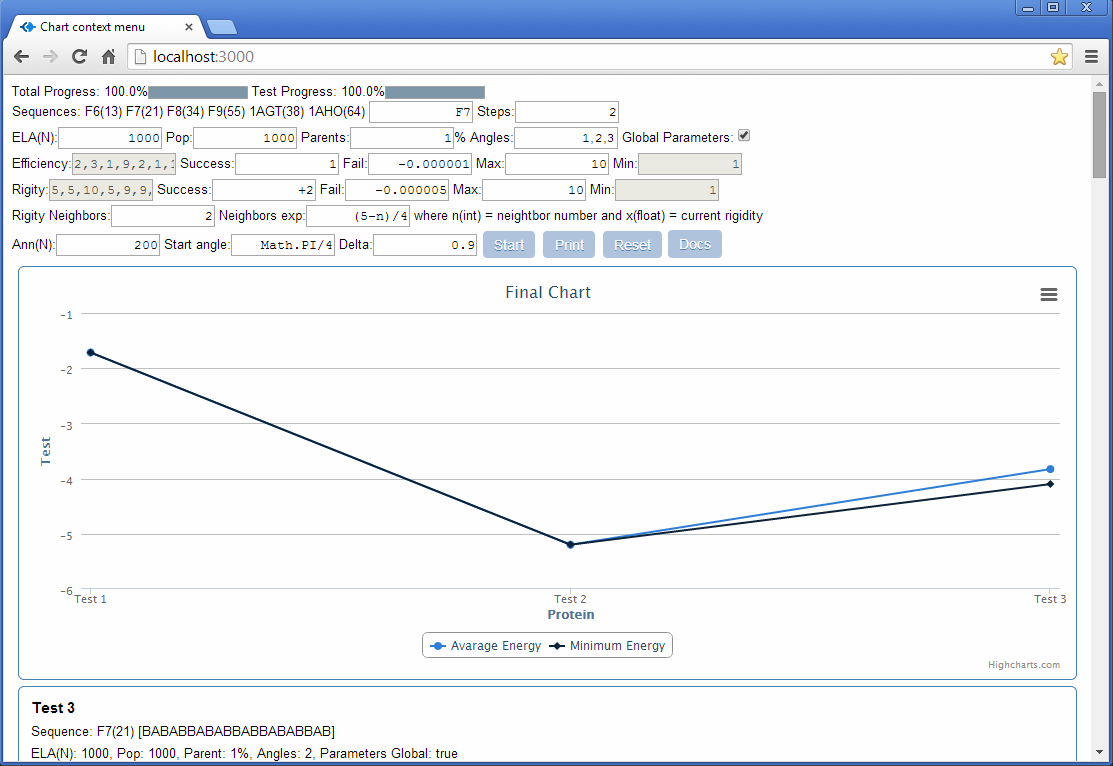 Chart context menu
localhost:3000
Total Progress: 100.0% Test Progress: 100.0%
Sequences: F6(13) F7(21) F8(34) F9(55) 1AGT(38) 1AHO(64) F7 Steps: 2
ELA(N): 1000 Pop: 1000 Parents: 1% Angles: 1,2,3 Global Parameters:
Efficiency: 2,3,1,9,2,1,1 Success: 1 Fail: -0.000001 Max: 10 Min: 1
Rigity: 5,5,10,5,9,9, Success: +2 Fail: -0.000005 Max: 10 Min: 1
Rigity Neighbors: 2 Neighbors exp: (5-n)/4 where n(int) = neightbor number and x(float) = current rigidity
Ann(N): 200 Start angle: Math.PI/4 Delta: 0.9 Start Print Reset Docs
Final Chart
-1
-2
-3
-4
-5
-6
Test
Test 1 Test 2 Test 3
Protein
Avarage Energy Minimum Energy
Highcharts.com
Test 3
Sequence: F7(21) [BABABBABABBABBABABBAB]
ELA(N): 1000, Pop: 1000, Parent: 1%, Angles: 2, Parameters Global: true